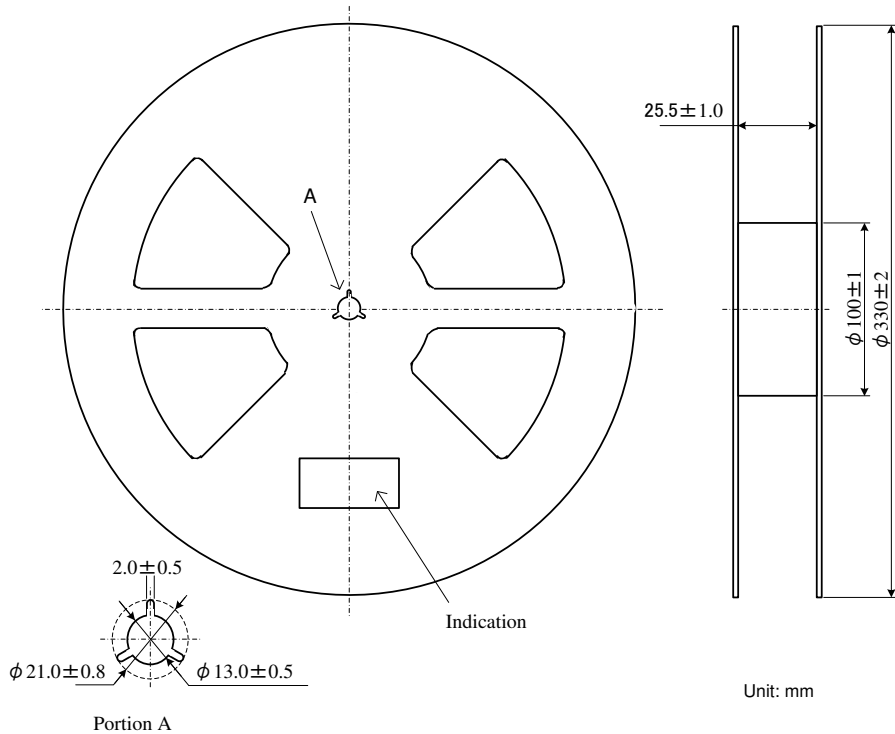 25.5±1.0
A
φ100±1
φ330±2
2.0±0.5
Indication
φ21.0±0.8
φ13.0±0.5
Unit: mm
Portion A